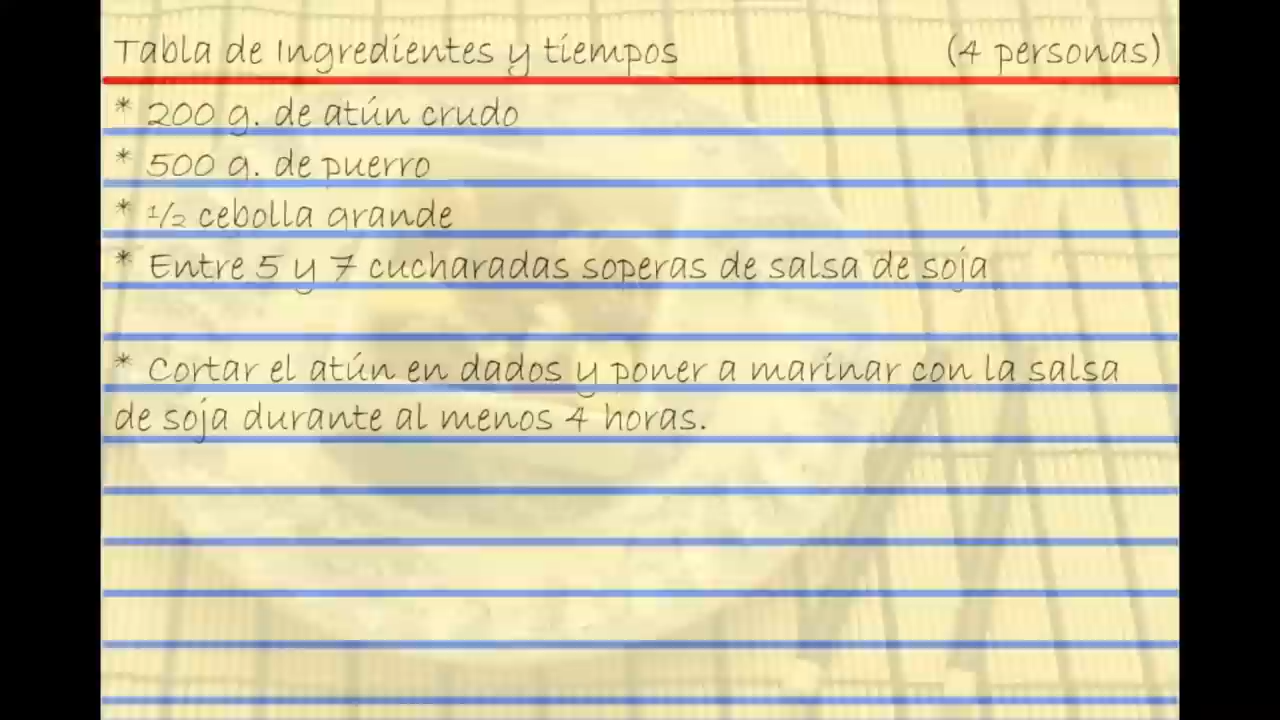 Tabla de Ingredientes y tiempos (4 personas)
* 200 g. de atún crudo
* 500 g. de puerro
* 1/2 cebolla grande
* Entre 5 y 7 cucharadas soperas de salsa de soja
* Cortar el atún en dados y poner a marinar con la salsa
de soja durante al menos 4 horas.